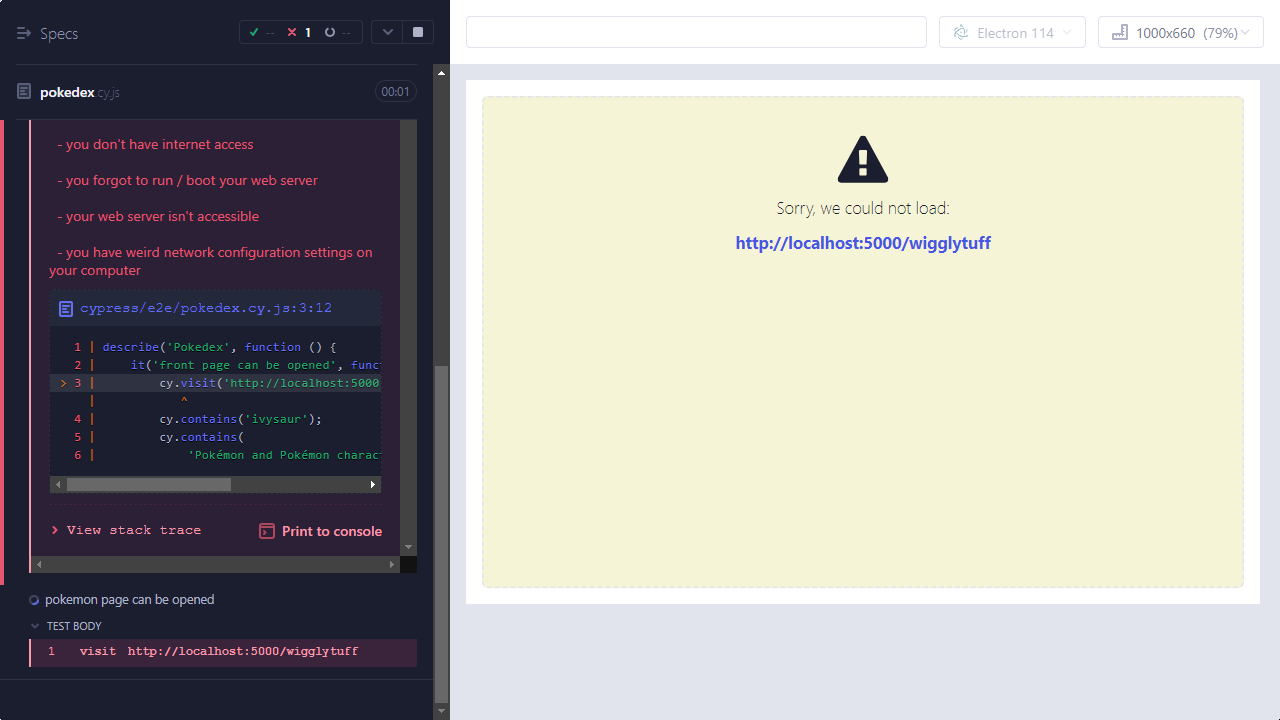 Specs
--
1
--
pokedex.cy.js
00:01
- you don't have internet access
- you forgot to run / boot your web server
- your web server isn't accessible
- you have weird network configuration settings on
your computer
cypress/e2e/pokedex.cy.js:3:12
1 | describe('Pokedex', function () {
2 | it('front page can be opened', func
> 3 | cy.visit('http://localhost:5000
| ^
4 | cy.contains('ivysaur');
5 | cy.contains(
6 | 'Pokémon and Pokémon charac
View stack trace
Print to console
pokemon page can be opened
TEST BODY
1 visit http://localhost:5000/wigglytuff
Electron 114
1000x660 (79%)
Sorry, we could not load:
http://localhost:5000/wigglytuff